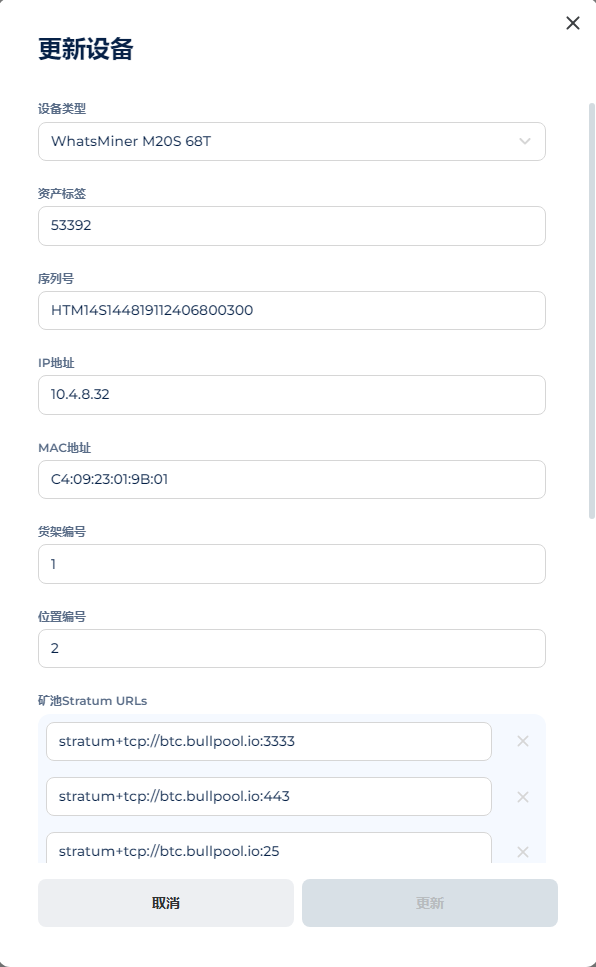 更新设备
设备类型
WhatsMiner M20S 68T
资产标签
53392
序列号
HTM14S144819112406800300
IP地址
10.4.8.32
MAC地址
C4:09:23:01:9B:01
货架编号
1
位置编号
2
矿池Stratum URLs
stratum+tcp://btc.bullpool.io:3333
stratum+tcp://btc.bullpool.io:443
stratum+tcp://btc.bullpool.io:25
取消
更新